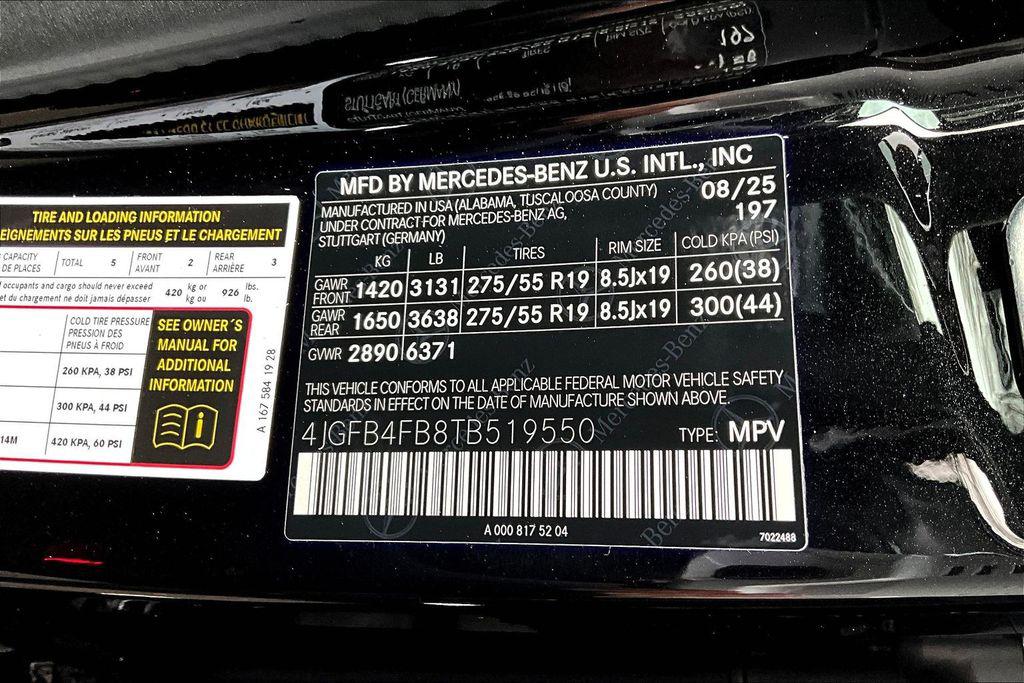 TIRE AND LOADING INFORMATION
EIGNEMENTS SUR LES PNEUS ET LE CHARGEMENT
CAPACITY TOTAL 5 FRONT 2 REAR 3
DE PLACES AVANT ARRIÈRE
occupants and cargo should never exceed 420 kg or 926 lbs.
et du chargement ne doit jamais dépasser kg ou lb.
COLD TIRE PRESSURE
PRESSION DES
PNEUS À FROID
260 KPA, 38 PSI
300 KPA, 44 PSI
14M 420 KPA, 60 PSI
SEE OWNER´S
MANUAL FOR
ADDITIONAL
INFORMATION
A 167 584 19 28
MFD BY MERCEDES-BENZ U.S. INTL., INC
MANUFACTURED IN USA (ALABAMA, TUSCALOOSA COUNTY) 08/25
UNDER CONTRACT FOR MERCEDES-BENZ AG, 197
STUTTGART (GERMANY)
KG LB TIRES RIM SIZE COLD KPA (PSI)
GAWR FRONT 1420 3131 275/55 R19 8.5Jx19 260(38)
GAWR REAR 1650 3638 275/55 R19 8.5Jx19 300(44)
GVWR 2890 6371
THIS VEHICLE CONFORMS TO ALL APPLICABLE FEDERAL MOTOR VEHICLE SAFETY
STANDARDS IN EFFECT ON THE DATE OF MANUFACTURE SHOWN ABOVE.
4JGFB4FB8TB519550 TYPE: MPV
A 000 817 52 04
7022488